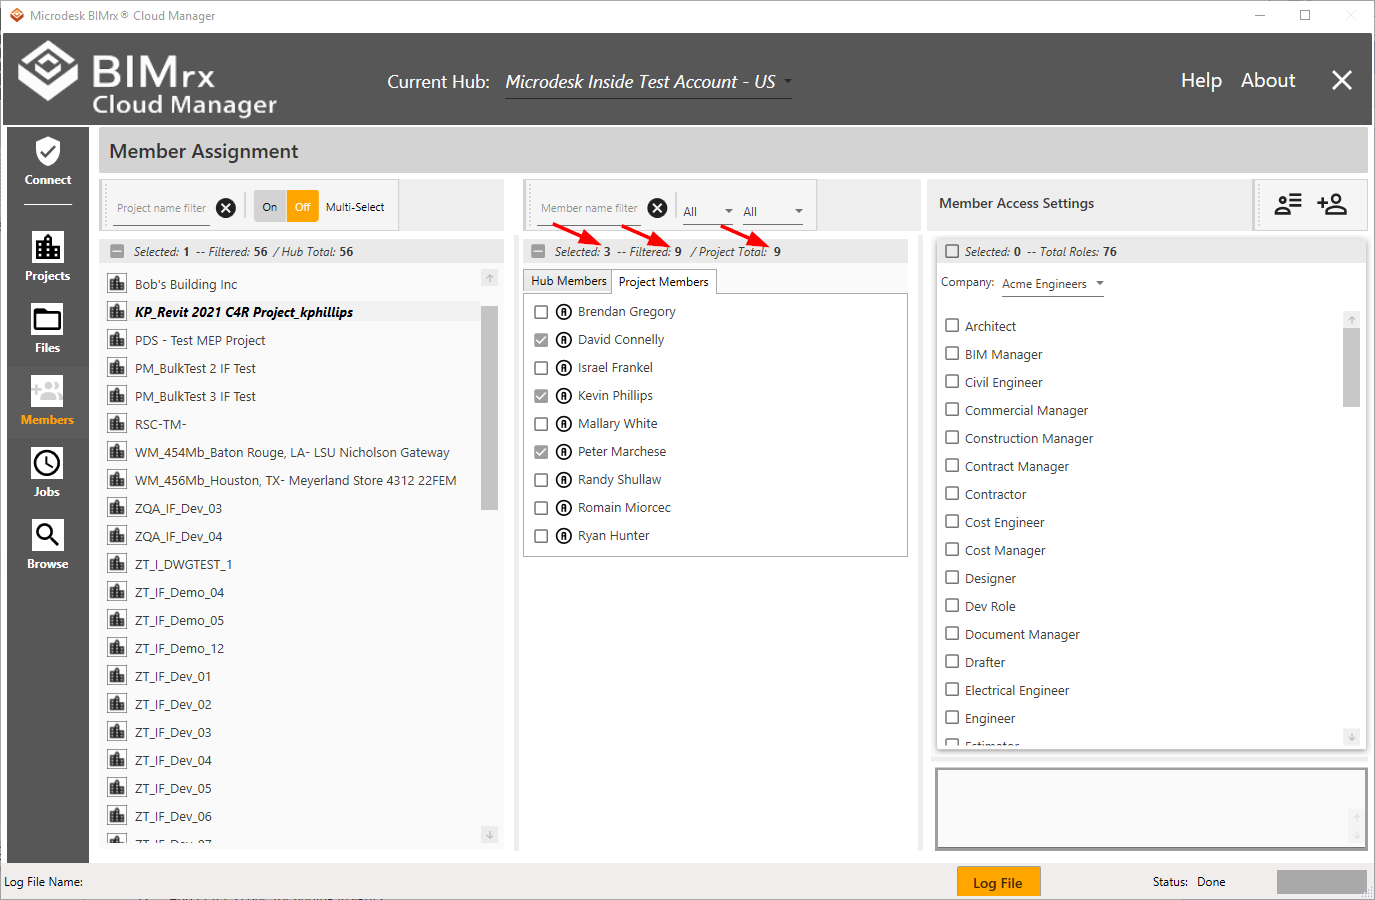 Microdesk BIMrx® Cloud Manager
BIMrx
Cloud Manager
Current Hub: Microdesk Inside Test Account - US
Help About
Connect
Projects
Files
Members
Jobs
Browse
Member Assignment
Project name filter
On Off Multi-Select
Selected: 1 -- Filtered: 56 / Hub Total: 56
Bob's Building Inc
KP_Revit 2021 C4R Project_kphillips
PDS - Test MEP Project
PM_BulkTest 2 IF Test
PM_BulkTest 3 IF Test
RSC-TM-
WM_454Mb_Baton Rouge, LA- LSU Nicholson Gateway
WM_456Mb_Houston, TX- Meyerland Store 4312 22FEM
ZQA_IF_Dev_03
ZQA_IF_Dev_04
ZT_I_DWGTEST_1
ZT_IF_Demo_04
ZT_IF_Demo_05
ZT_IF_Demo_12
ZT_IF_Dev_01
ZT_IF_Dev_02
ZT_IF_Dev_03
ZT_IF_Dev_04
ZT_IF_Dev_05
ZT_IF_Dev_06
ZT_IF_Dev_07
Member name filter
All All
Selected: 3 -- Filtered: 9 / Project Total: 9
Hub Members Project Members
Brendan Gregory
David Connelly
Israel Frankel
Kevin Phillips
Mallary White
Peter Marchese
Randy Shullaw
Romain Miorcec
Ryan Hunter
Member Access Settings
Selected: 0 -- Total Roles: 76
Company: Acme Engineers
Architect
BIM Manager
Civil Engineer
Commercial Manager
Construction Manager
Contract Manager
Contractor
Cost Engineer
Cost Manager
Designer
Dev Role
Document Manager
Drafter
Electrical Engineer
Engineer
Estimator
Log File Name:
Log File
Status: Done